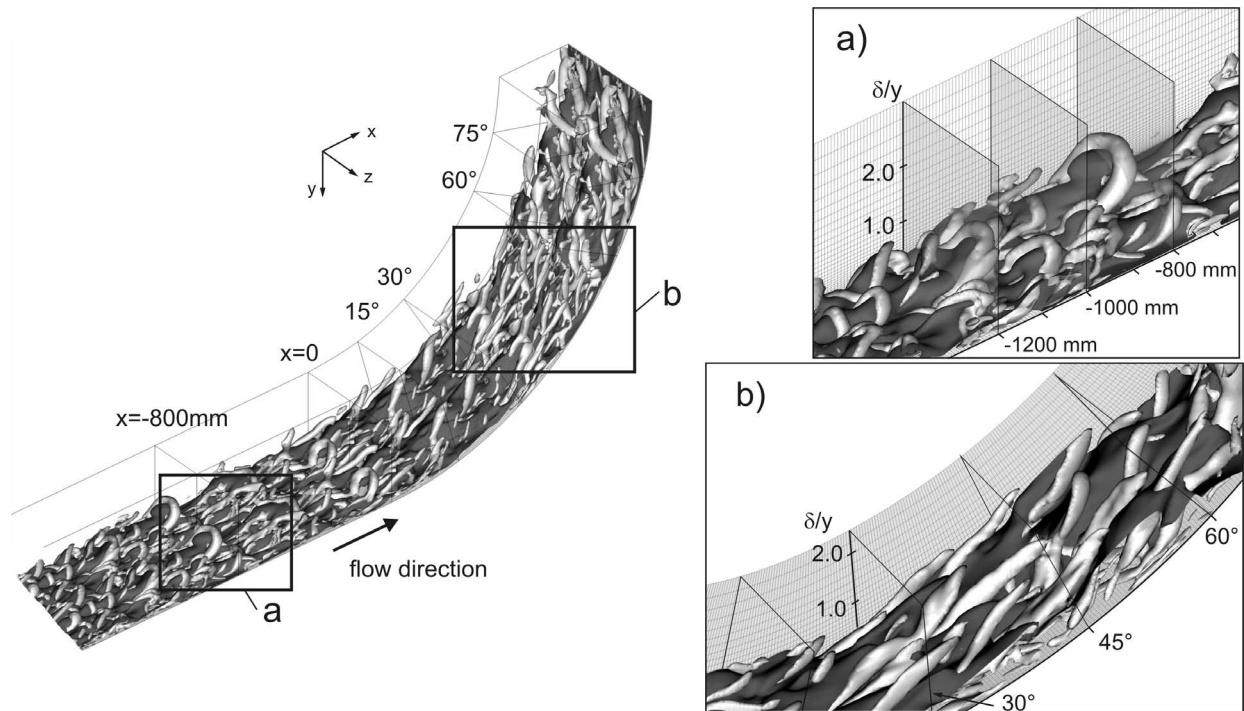 75°
60°
30°
15°
x=0
x=-800mm
x
y
z
a
b
flow direction
a)
δ/y
2.0
1.0
-800 mm
-1000 mm
-1200 mm
b)
δ/y
2.0
1.0
60°
45°
30°